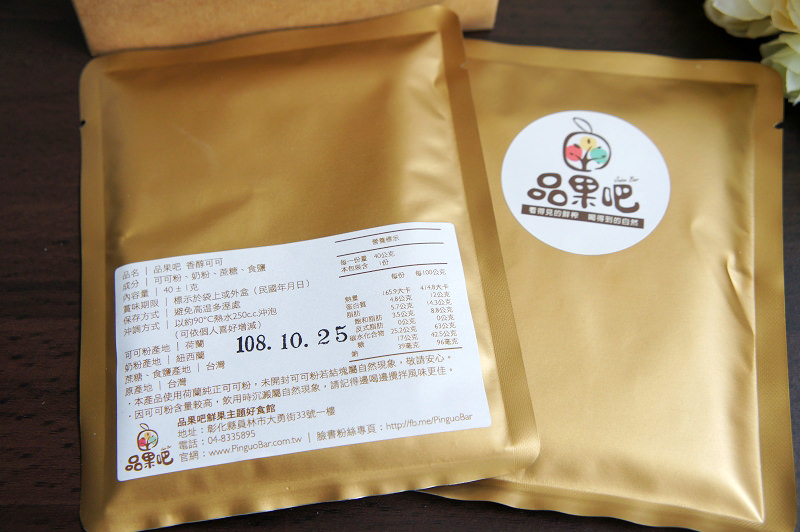 品名｜品果吧 香醇可可
成分｜可可粉、奶粉、蔗糖、食鹽
內容量｜40±1克
賞味期限｜標示於袋上或外盒（民國年月日）
保存方式｜避免高溫多溼處
沖調方式｜以約90°C熱水250c.c.沖泡
（可依個人喜好增減）
可可粉產地｜荷蘭
奶粉產地｜紐西蘭
蔗糖、食鹽產地｜台灣
原產地｜台灣
108.10.25
營養標示
每一份量 40公克
本包裝含 1份
每份 每100公克
熱量 165.9大卡 414.8大卡
蛋白質 4.8公克 12公克
脂肪 5.7公克 14.3公克
飽和脂肪 3.5公克 8.8公克
反式脂肪 0公克 0公克
碳水化合物 25.2公克 63公克
糖 17公克 42.5公克
鈉 39毫克 96毫克
．本產品使用荷蘭純正可可粉，未開封可可粉若結塊屬自然現象，敬請安心。
．因可可粉含量較高，飲用時沉澱屬自然現象，請記得邊喝邊攪拌風味更佳。
品果吧鮮果主題好食館
地址：彰化縣員林市大勇街33號一樓
電話：04-8335895
官網：www.PinguoBar.com.tw｜臉書粉絲專頁：http://fb.me/PinguoBar
品果吧
Juice Bar
品果吧
看得見的鮮榨 喝得到的自然